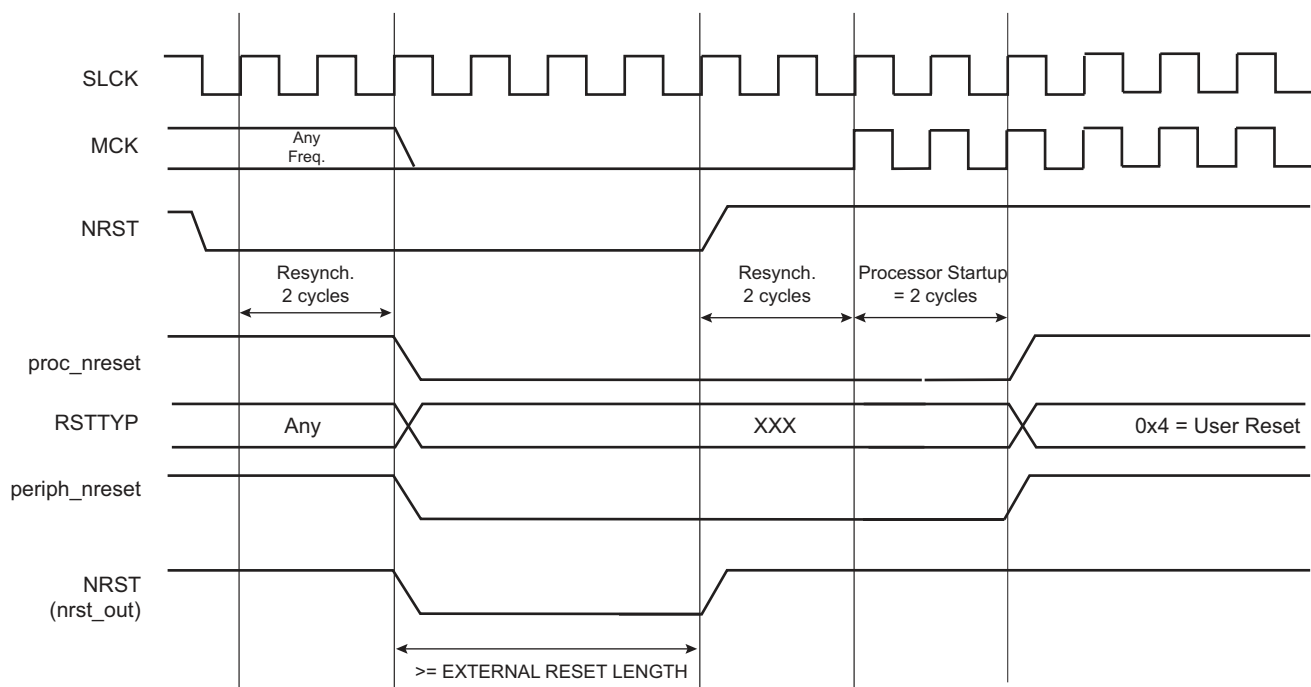 SLCK
MCK
Any
Freq.
NRST
Resynch.
2 cycles
Resynch.
2 cycles
Processor Startup
= 2 cycles
proc_nreset
RSTTYP
Any
XXX
0x4 = User Reset
periph_nreset
NRST
(nrst_out)
>= EXTERNAL RESET LENGTH